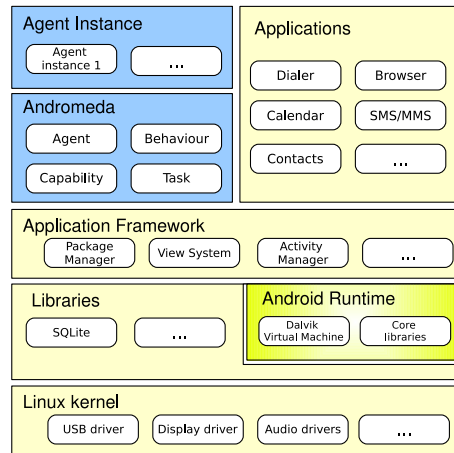 Agent Instance
Agent
instance 1
...
Applications
Dialer
Browser
Calendar
SMS/MMS
Contacts
...
Andromeda
Agent
Behaviour
Capability
Task
Application Framework
Package
Manager
View System
Activity
Manager
...
Libraries
SQLite
...
Android Runtime
Dalvik
Virtual Machine
Core
libraries
Linux kernel
USB driver
Display driver
Audio drivers
...